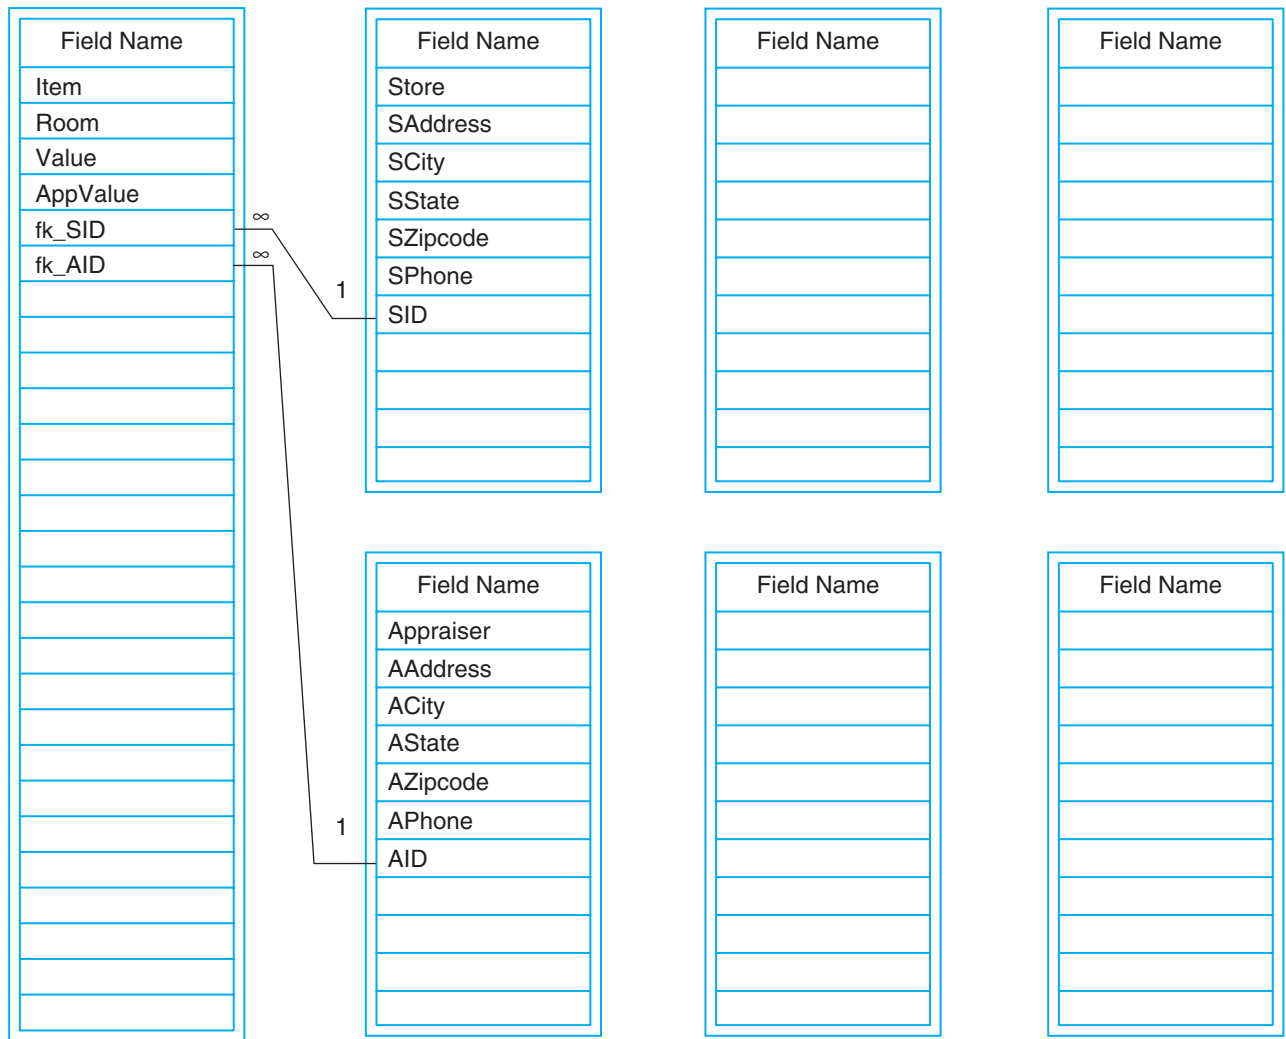 Field Name
Item
Room
Value
AppValue
fk_SID
fk_AID
∞
∞
1
1
Field Name
Store
SAddress
SCity
SState
SZipcode
SPhone
SID
Field Name
Field Name
Field Name
Appraiser
AAddress
ACity
AState
AZipcode
APhone
AID
Field Name
Field Name